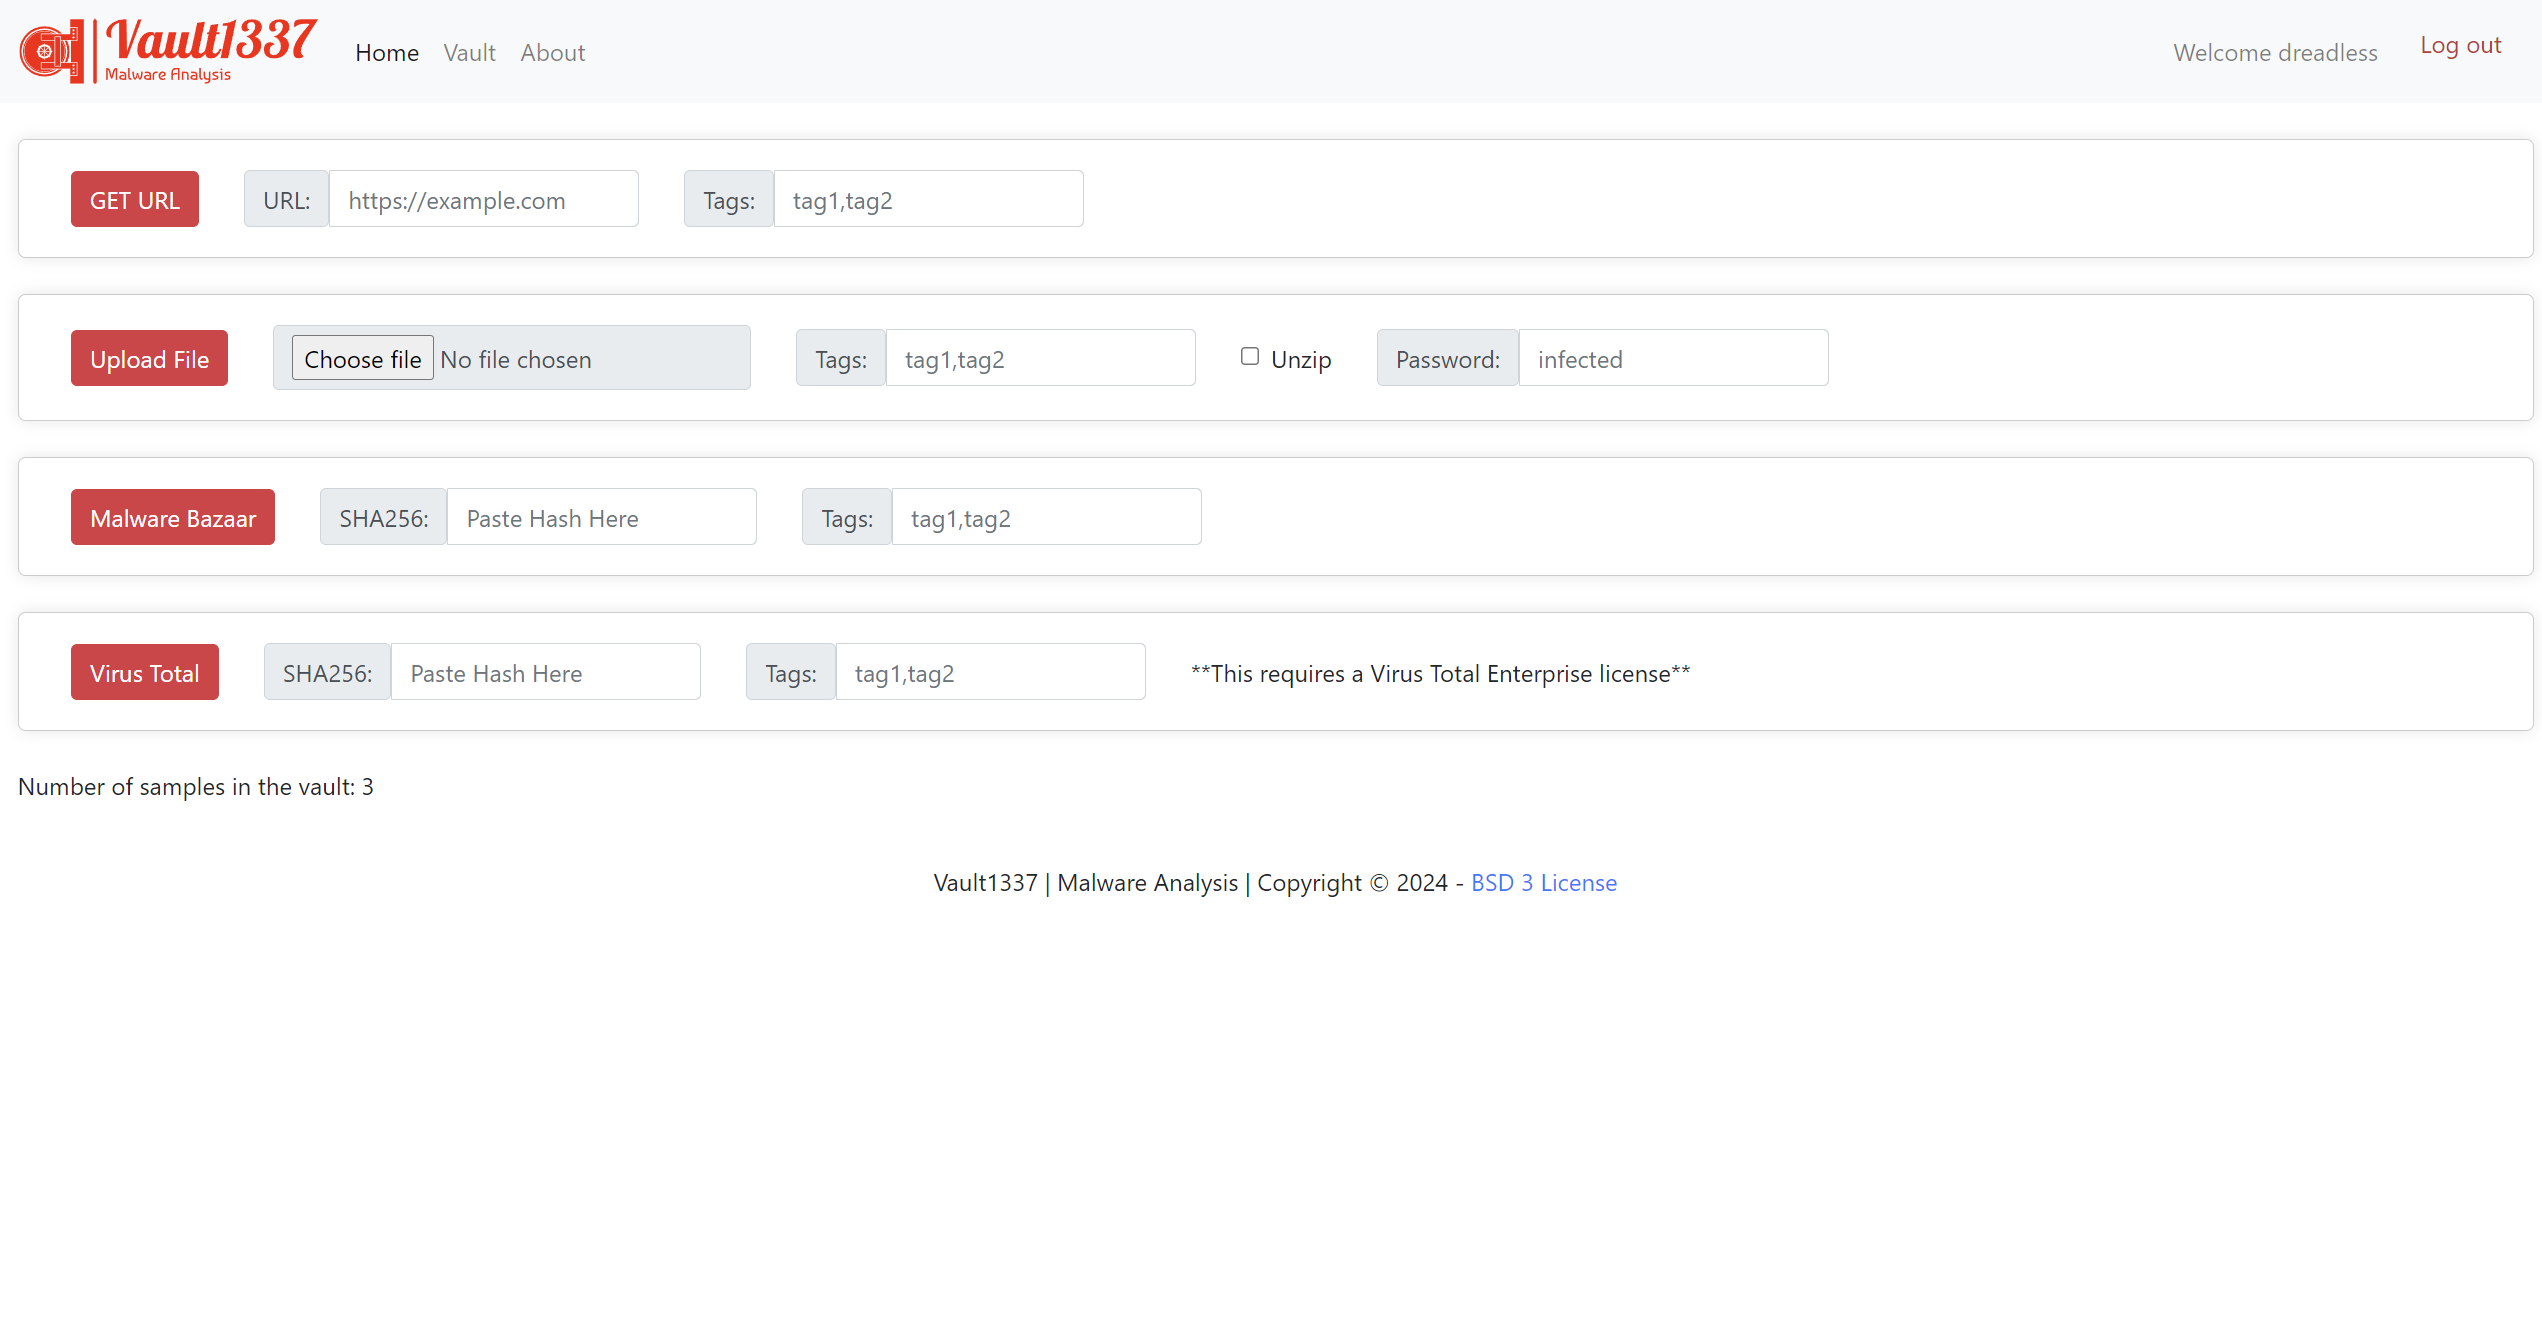 Vault1337
Malware Analysis
Home Vault About
Welcome dreadless Log out
GET URL URL: https://example.com Tags: tag1,tag2
Upload File Choose file No file chosen Tags: tag1,tag2 Unzip Password: infected
Malware Bazaar SHA256: Paste Hash Here Tags: tag1,tag2
Virus Total SHA256: Paste Hash Here Tags: tag1,tag2 **This requires a Virus Total Enterprise license**
Number of samples in the vault: 3
Vault1337 | Malware Analysis | Copyright © 2024 - BSD 3 License